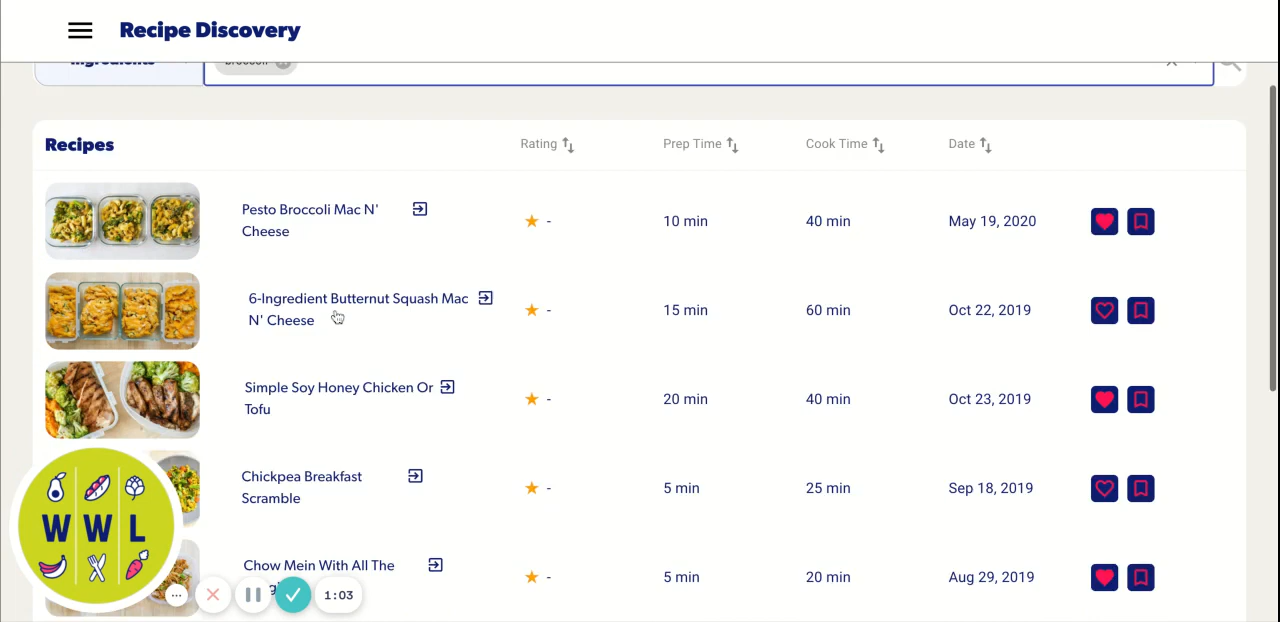 Recipe Discovery
Ingredients
broccoli
Recipes
Rating
Prep Time
Cook Time
Date
Pesto Broccoli Mac N'
Cheese
-
10 min
40 min
May 19, 2020
6-Ingredient Butternut Squash Mac
N' Cheese
-
15 min
60 min
Oct 22, 2019
Simple Soy Honey Chicken Or
Tofu
-
20 min
40 min
Oct 23, 2019
Chickpea Breakfast
Scramble
-
5 min
25 min
Sep 18, 2019
Chow Mein With All The
-
5 min
20 min
Aug 29, 2019
W W L
1:03